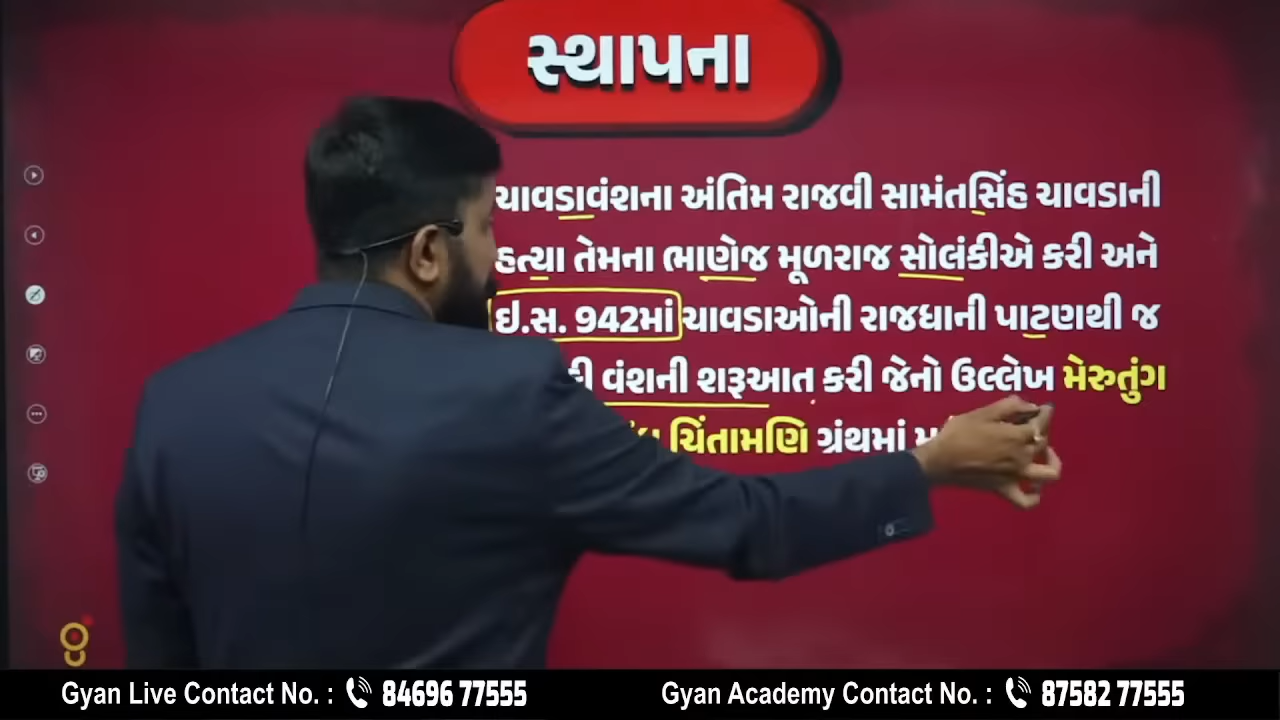 સ્થાપના
ચાવડાવંશના અંતિમ રાજવી સામંતસિંહ ચાવડાની
હત્યા તેમના ભાણેજ મૂળરાજ સોલંકીએ કરી અને
ઇ.સ. 942માં ચાવડાઓની રાજધાની પાટણથી જ
વંશની શરૂઆત કરી જેનો ઉલ્લેખ મેરુતુંગ
ચિંતામણિ ગ્રંથમાં
Gyan Live Contact No. : 84696 77555
Gyan Academy Contact No. : 87582 77555